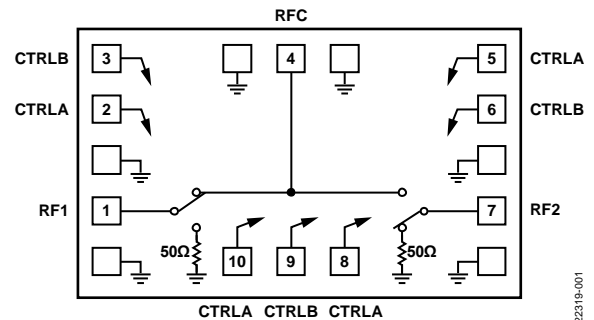 RFC
CTRLB 3 4 5 CTRLA
CTRLA 2 6 CTRLB
RF1 1 7 RF2
50Ω 10 9 8 50Ω
CTRLA CTRLB CTRLA
22319-001